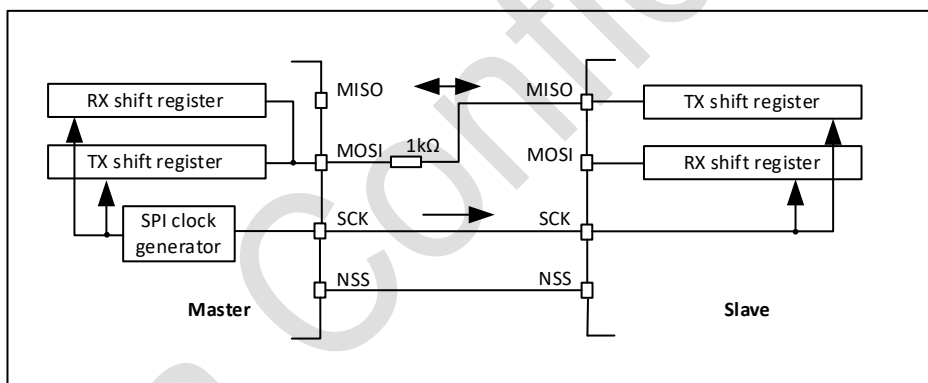 RX shift register
MISO
MISO
TX shift register
1kΩ
TX shift register
MOSI
MOSI
RX shift register
SPI clock
generator
SCK
SCK
NSS
NSS
Master
Slave